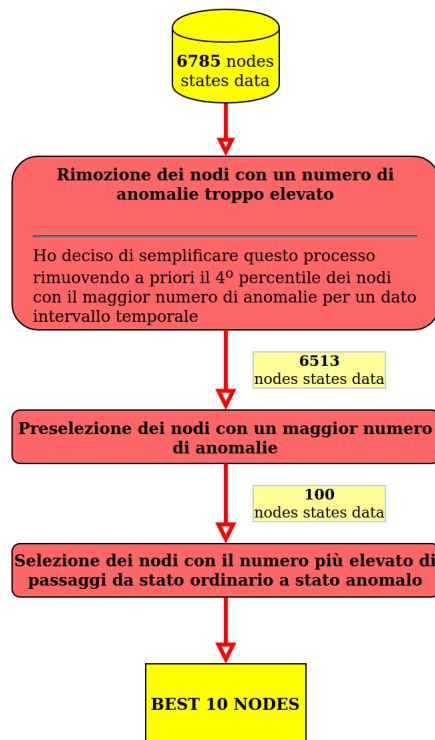 6785 nodes
states data
Rimozione dei nodi con un numero di
anomalie troppo elevato
Ho deciso di semplificare questo processo
rimuovendo a priori il 4º percentile dei nodi
con il maggior numero di anomalie per un dato
intervallo temporale
6513
nodes states data
Preselezione dei nodi con un maggior numero
di anomalie
100
nodes states data
Selezione dei nodi con il numero più elevato di
passaggi da stato ordinario a stato anomalo
BEST 10 NODES